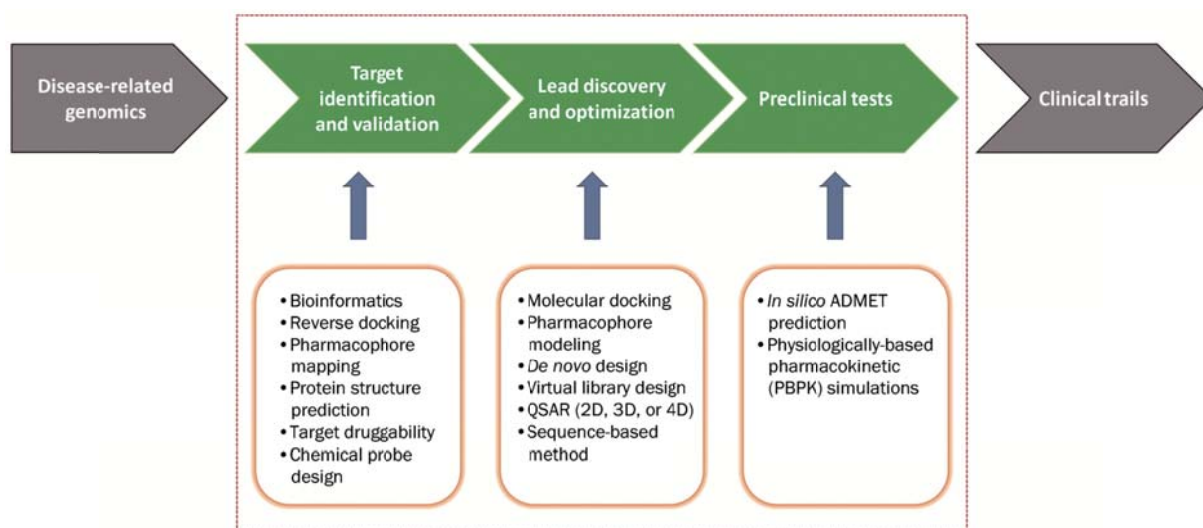 Disease-related
genomics
Target
identification
and validation
Lead discovery
and optimization
Preclinical tests
Clinical trails
•Bioinformatics
•Reverse docking
•Pharmacophore
mapping
•Protein structure
prediction
•Target druggability
•Chemical probe
design
•Molecular docking
•Pharmacophore
modeling
•De novo design
•Virtual library design
•QSAR (2D, 3D, or 4D)
•Sequence-based
method
•In silico ADMET
prediction
•Physiologically-based
pharmacokinetic
(PBPK) simulations